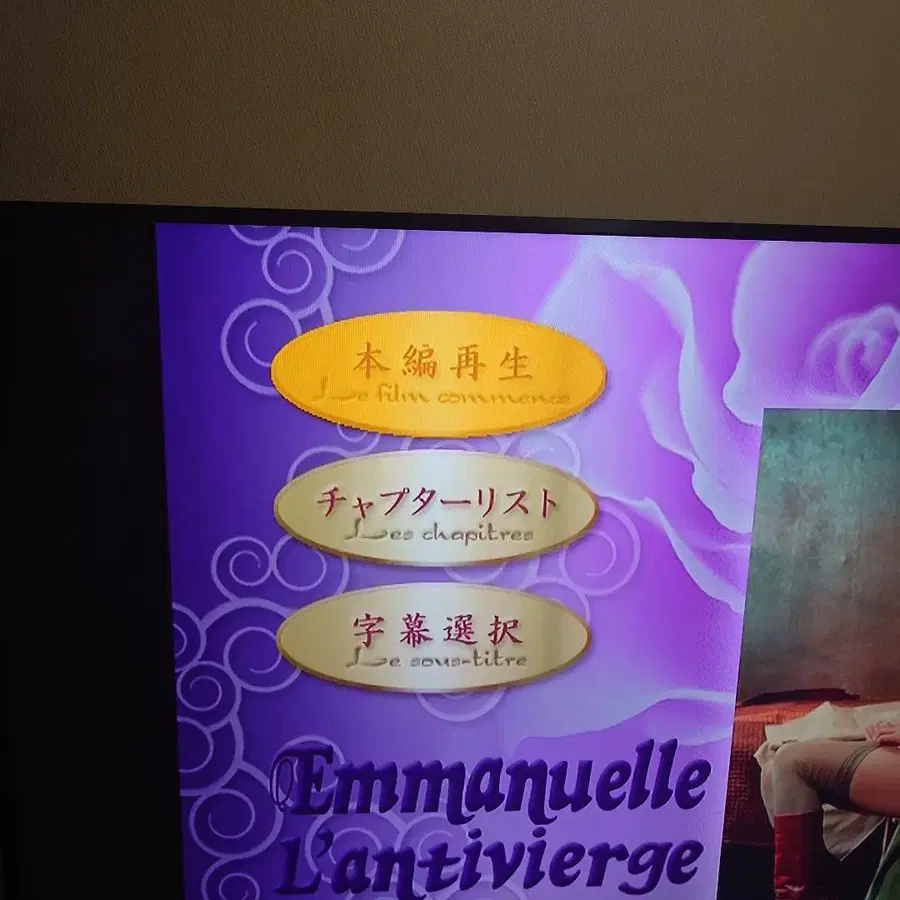 本編再生
Le film commence
チャプターリスト
Les chapitres
字幕選択
Le sous-titre
Emmanuelle
L'antivierge